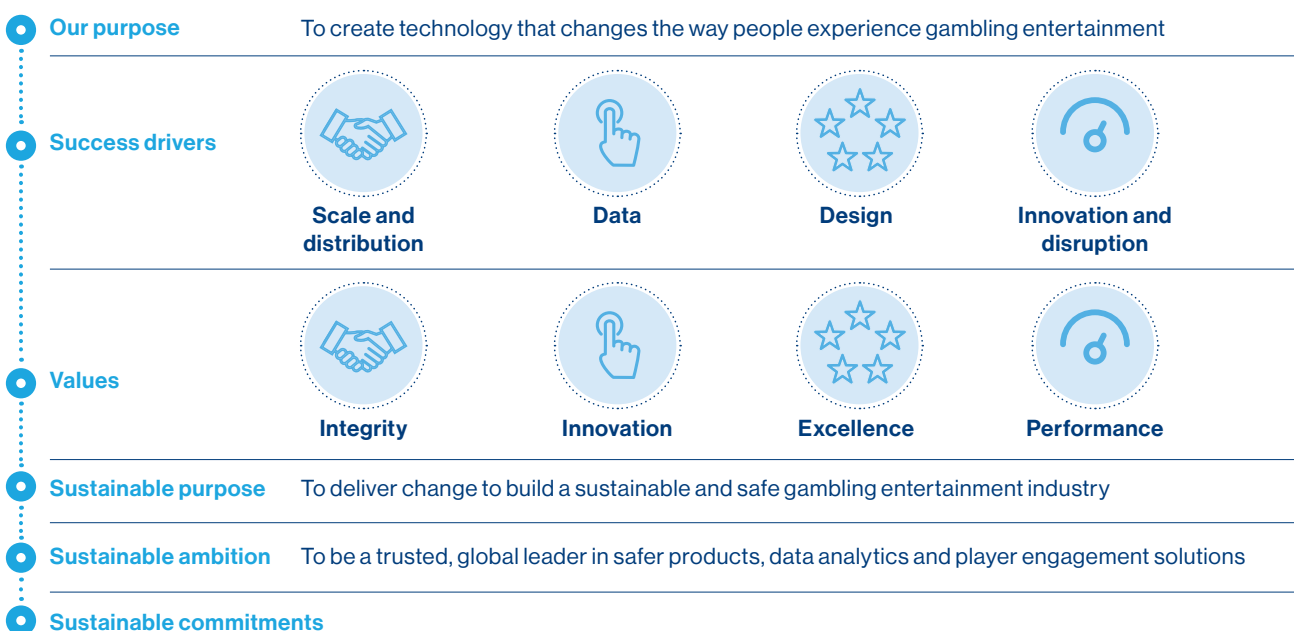 Our purpose
To create technology that changes the way people experience gambling entertainment
Success drivers
Scale and
distribution
Data
Design
Innovation and
disruption
Values
Integrity
Innovation
Excellence
Performance
Sustainable purpose
To deliver change to build a sustainable and safe gambling entertainment industry
Sustainable ambition
To be a trusted, global leader in safer products, data analytics and player engagement solutions
Sustainable commitments